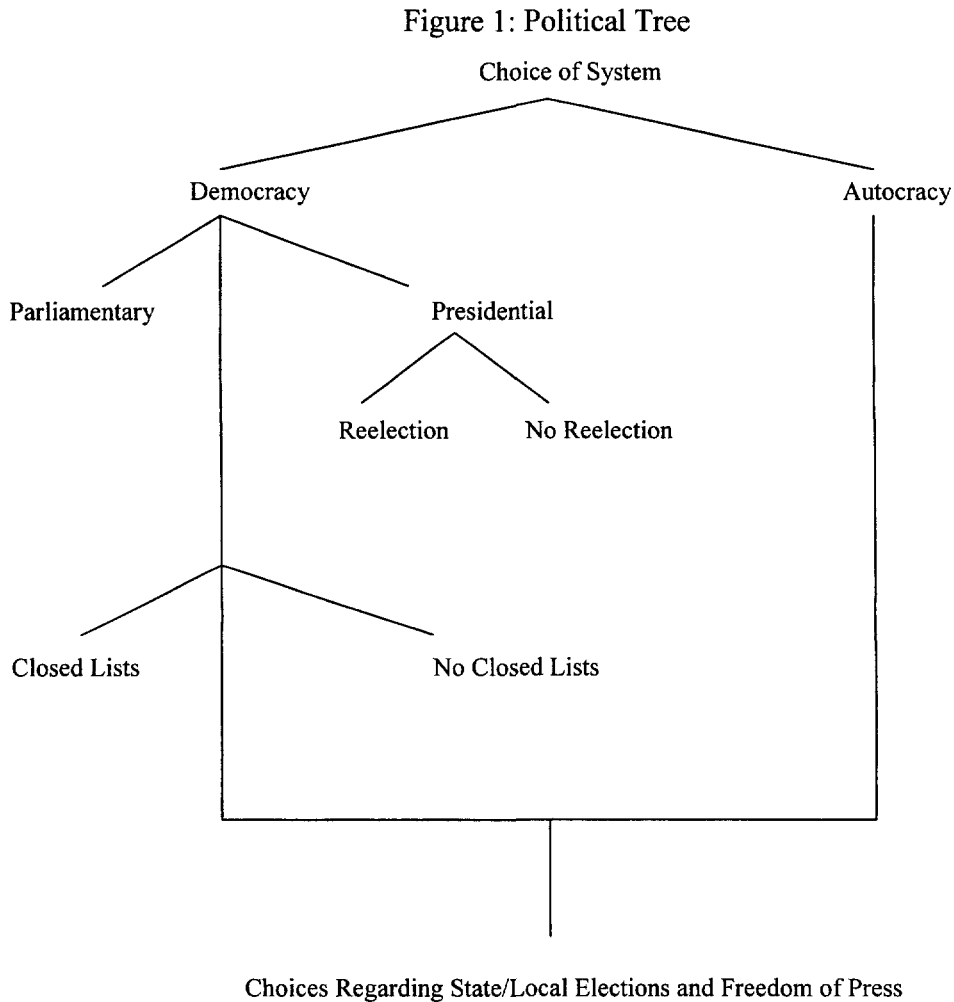 Figure 1: Political Tree
Choice of System
Democracy
Autocracy
Parliamentary
Presidential
Reelection
No Reelection
Closed Lists
No Closed Lists
Choices Regarding State/Local Elections and Freedom of Press